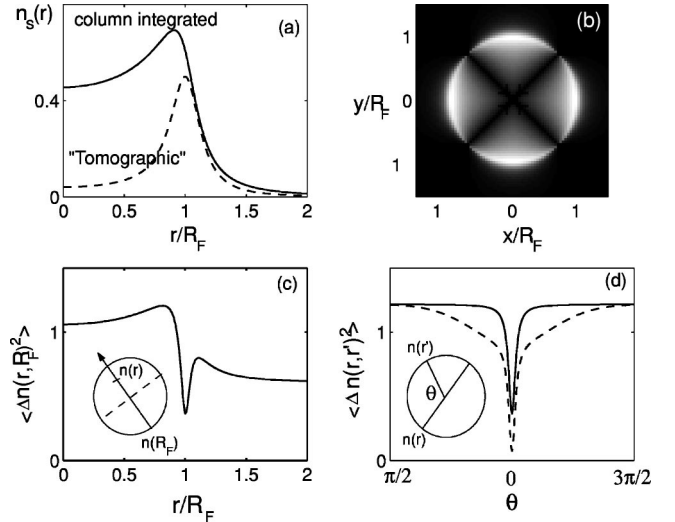 n_s(r)
column integrated
(a)
0.4
"Tomographic"
0
0 0.5 1 1.5 2
r/R_F
(b)
1
y/R_F 0
1
1 0 1
x/R_F
(c)
<Δn(r,R_F)^2>
1
n(r)
n(R_F)
0
0 0.5 1 1.5 2
r/R_F
(d)
<Δn(r,r')^2>
1
n(r')
θ
n(r)
0
π/2 0 3π/2
θ